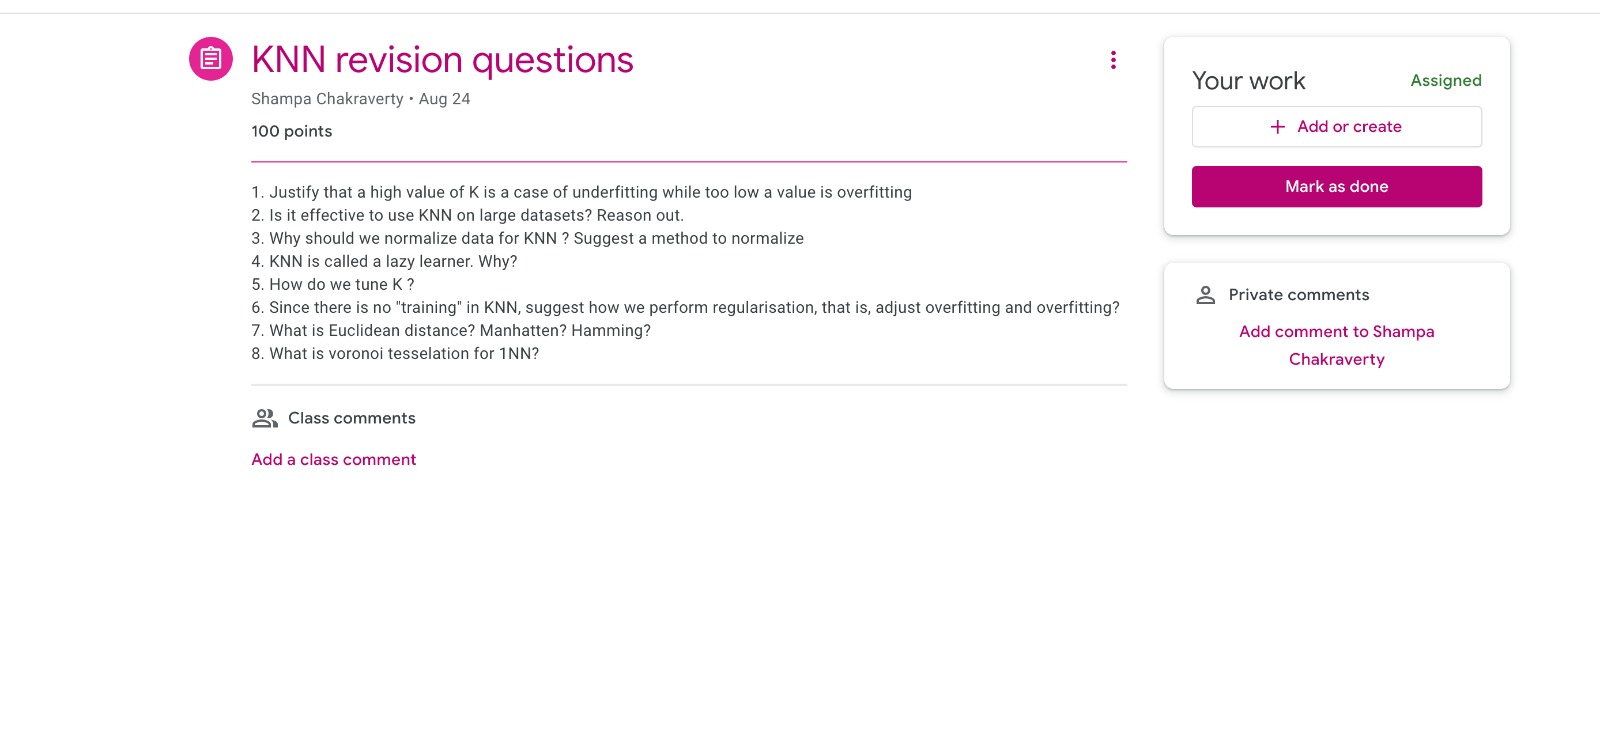 KNN revision questions
Shampa Chakraverty • Aug 24
100 points
1. Justify that a high value of K is a case of underfitting while too low a value is overfitting
2. Is it effective to use KNN on large datasets? Reason out.
3. Why should we normalize data for KNN ? Suggest a method to normalize
4. KNN is called a lazy learner. Why?
5. How do we tune K ?
6. Since there is no "training" in KNN, suggest how we perform regularisation, that is, adjust overfitting and overfitting?
7. What is Euclidean distance? Manhatten? Hamming?
8. What is voronoi tesselation for 1NN?
Class comments
Add a class comment
Your work
Assigned
+ Add or create
Mark as done
Private comments
Add comment to Shampa
Chakraverty